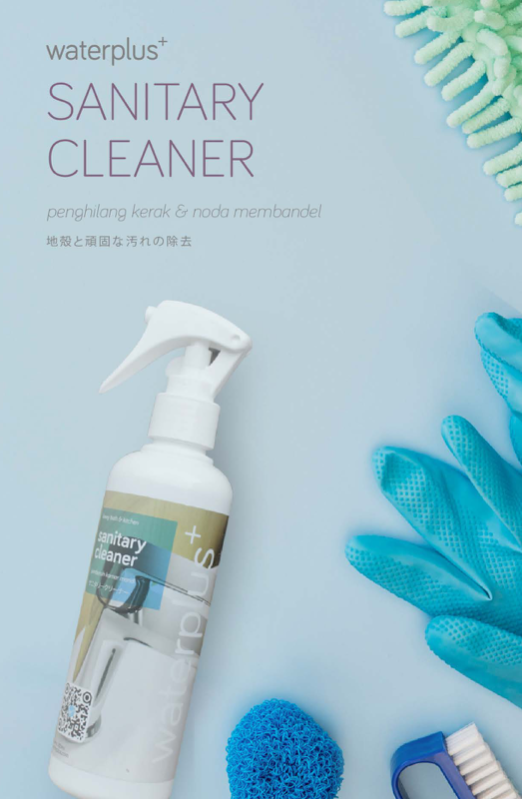 waterplus+
SANITARY
CLEANER
penghilang kerak & noda membandel
地殻と頑固な汚れの除去
sanitary
cleaner
waterplus+